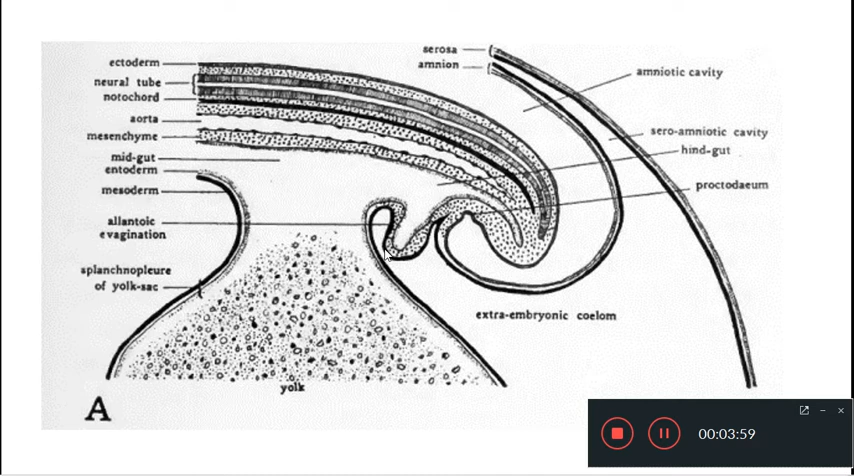 serosa
amnion
ectoderm
neural tube
notochord
aorta
mesenchyme
mid-gut
entoderm
mesoderm
allantoic
evagination
splanchnopleure
of yolk-sac
amniotic cavity
sero-amniotic cavity
hind-gut
proctodaeum
extra-embryonic coelom
yolk
A
00:03:59